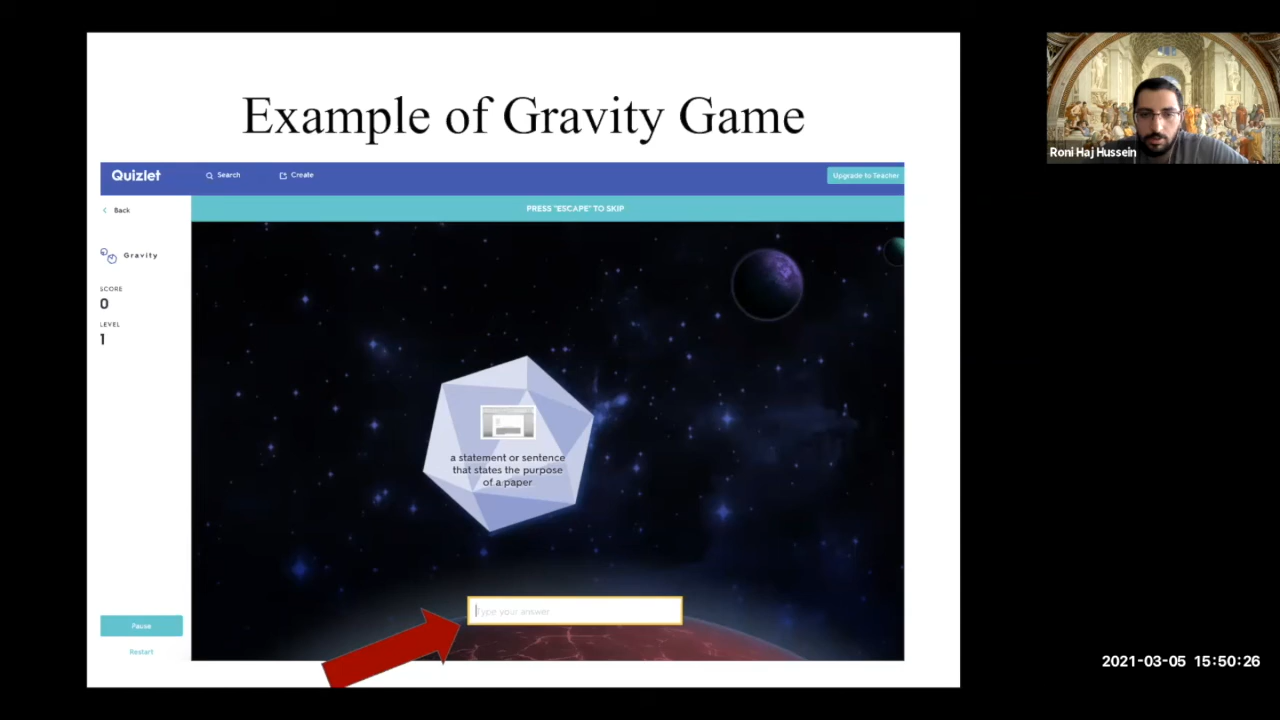 Example of Gravity Game
Roni Haj Hussein
Quizlet
Search
Create
Upgrade to Teacher
Back
PRESS "ESCAPE" TO SKIP
Gravity
SCORE
0
LEVEL
1
a statement or sentence
that states the purpose
of a paper
Type your answer
Pause
Restart
2021-03-05 15:50:26